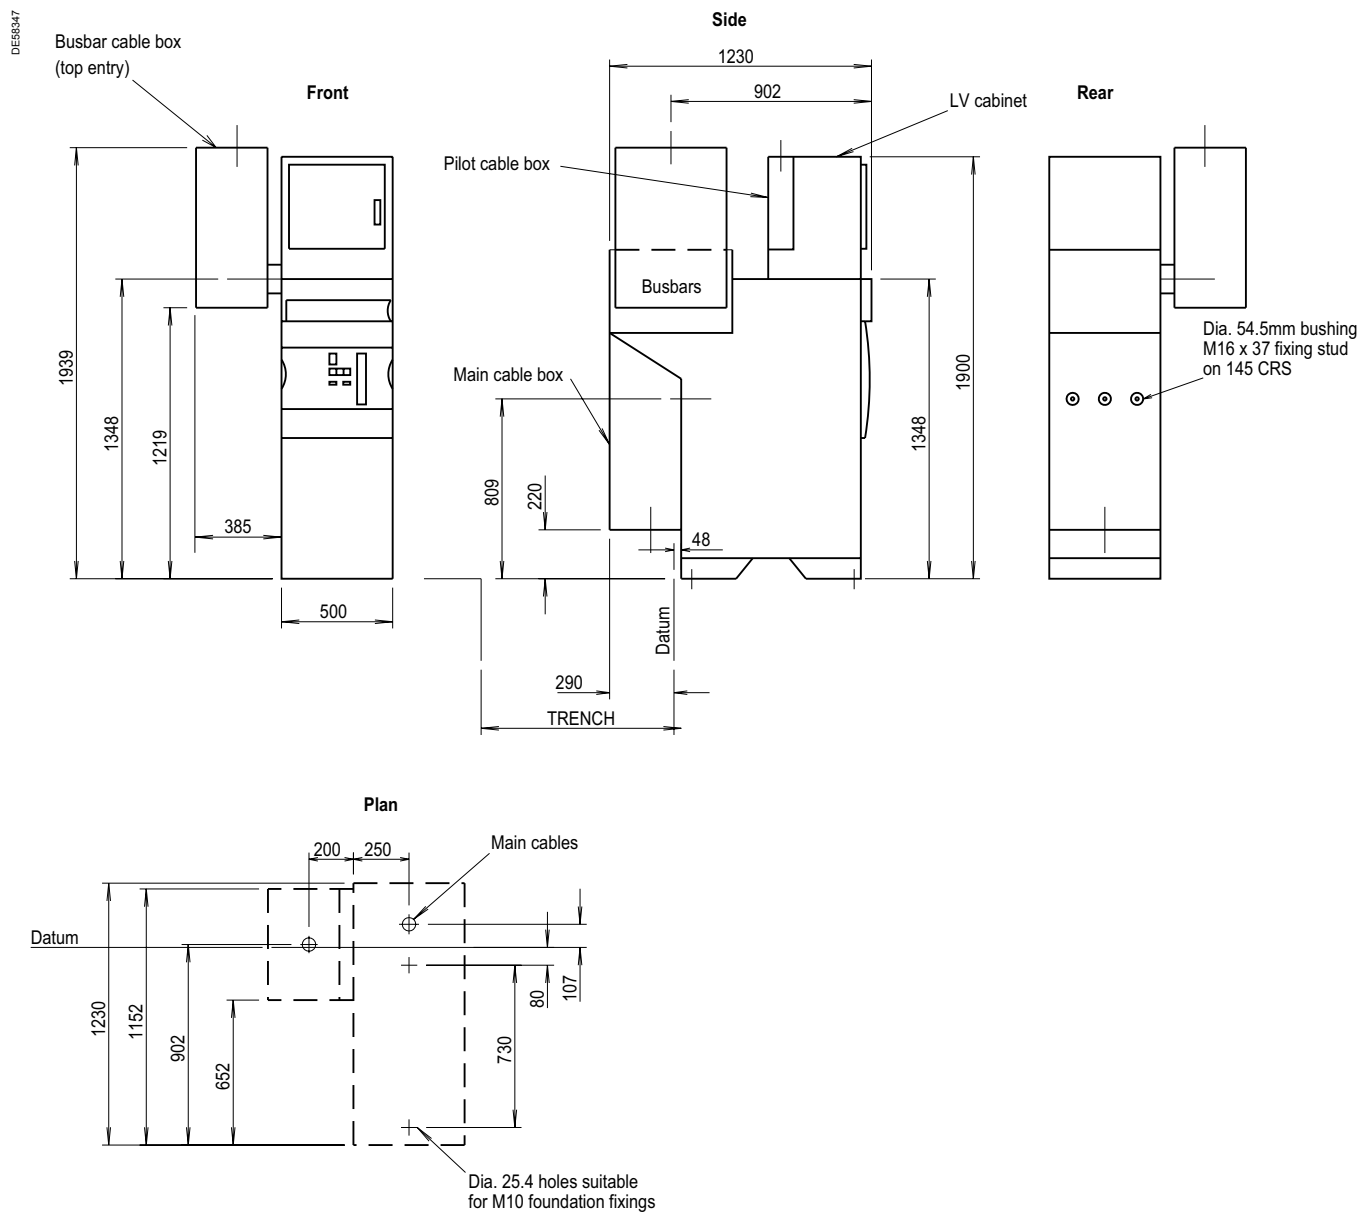 DE58347
Side
Busbar cable box
(top entry)
1230
Front
902
LV cabinet
Rear
Pilot cable box
Busbars
Dia. 54.5mm bushing
M16 x 37 fixing stud
on 145 CRS
Main cable box
1939
1348
1219
809
220
1900
1348
385
48
500
Datum
290
TRENCH
Plan
200
250
Main cables
Datum
1230
1152
902
652
730
80
107
Dia. 25.4 holes suitable
for M10 foundation fixings